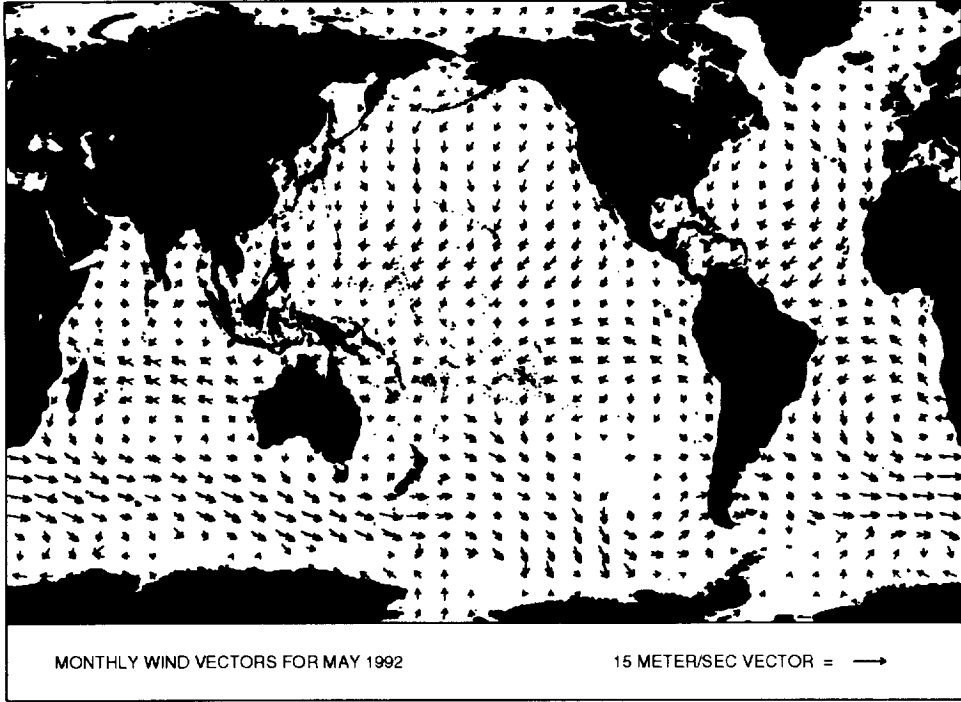 MONTHLY WIND VECTORS FOR MAY 1992 15 METER/SEC VECTOR = →